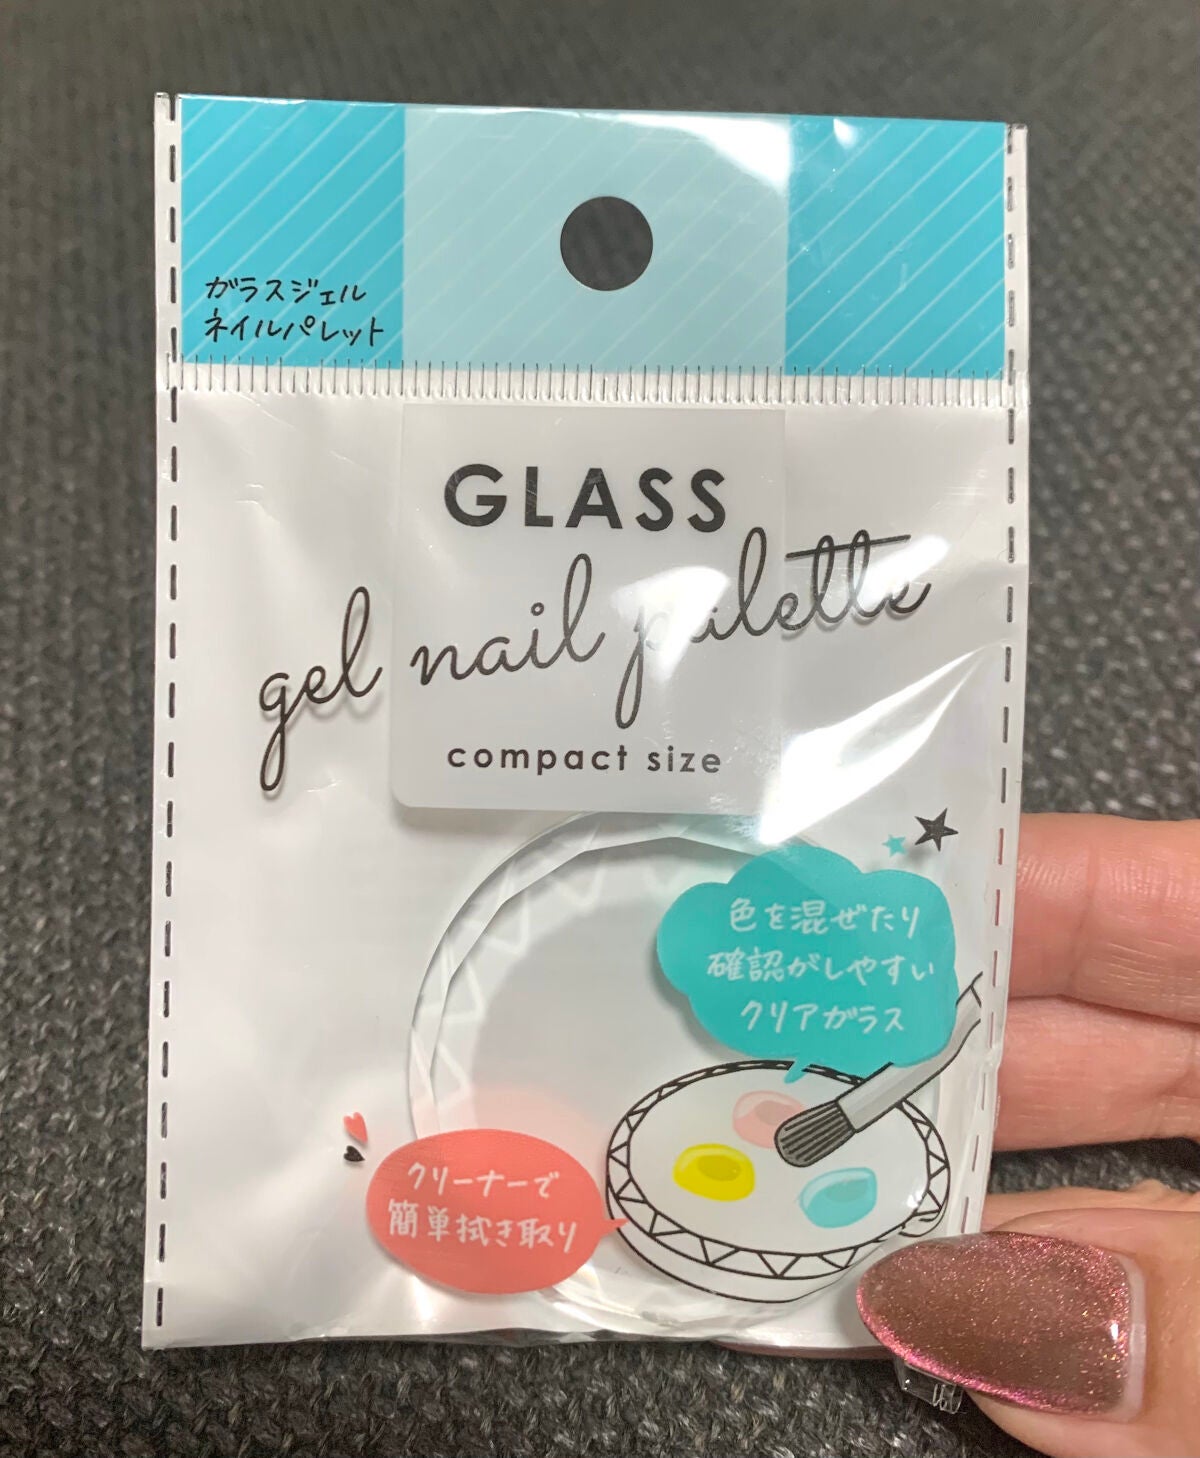 ガラスジェル
ネイルパレット
GLASS
gel nail palette
compact size
色を混ぜたり
確認がしやすい
クリアガラス
クリーナーで
簡単拭き取り